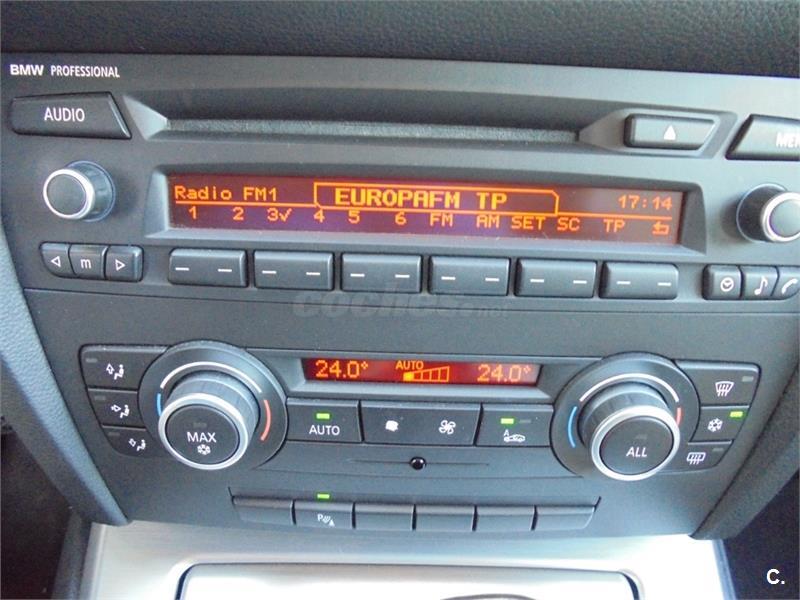 BMW PROFESSIONAL
AUDIO
MEN
Radio FM1 EUROPAFM TP 17:14
1 2 3✓ 4 5 6 FM AM SET SC TP
m
coches.net
24.0° AUTO 24.0°
MAX
AUTO
A
ALL
P
C.